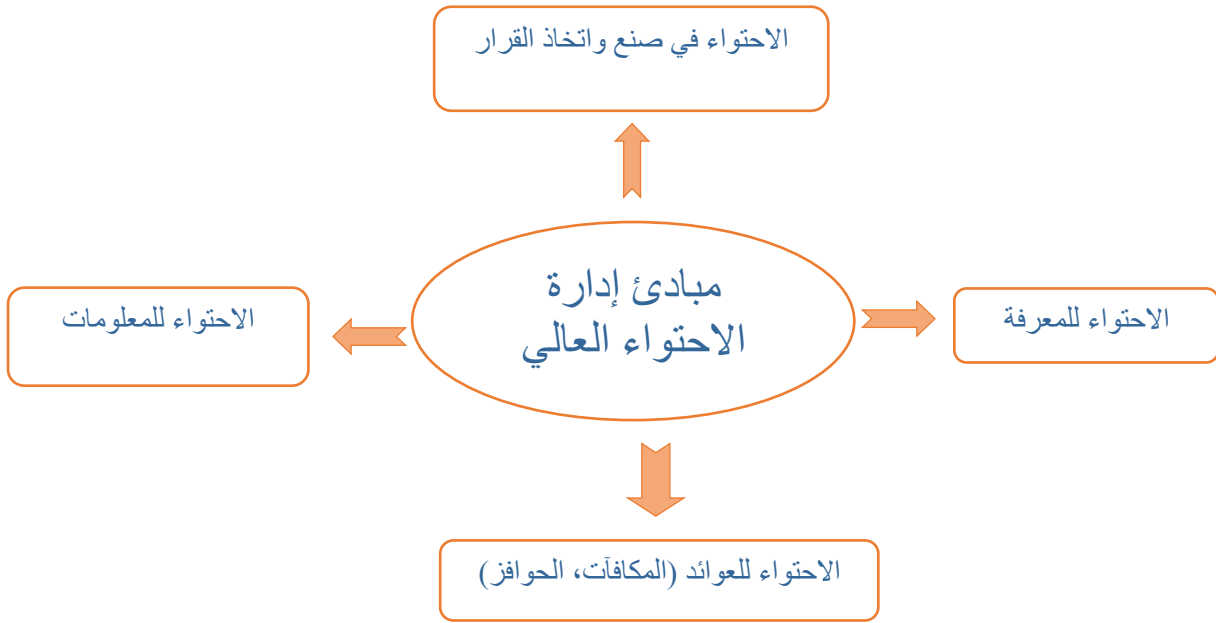 الاحتواء في صنع واتخاذ القرار
مبادئ إدارة
الاحتواء العالي
الاحتواء للمعرفة
الاحتواء للمعلومات
الاحتواء للعوائد (المكافآت، الحوافز)